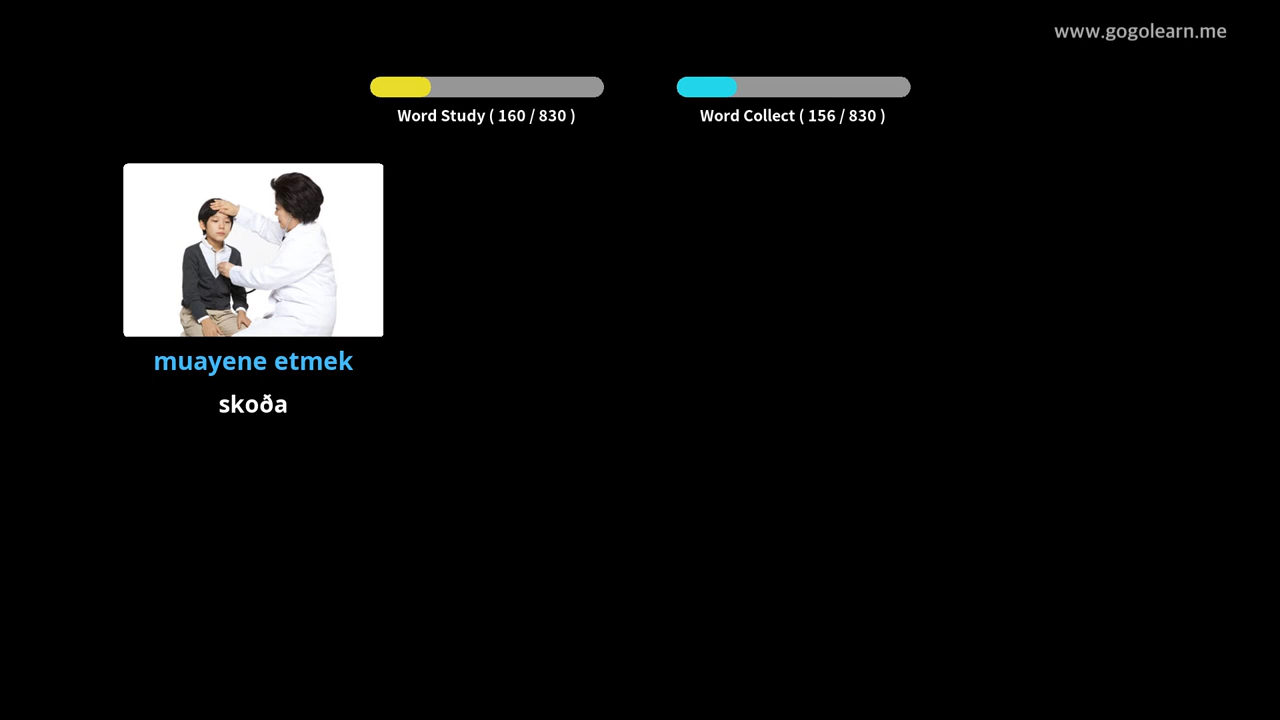 www.gogolearn.me
Word Study ( 160 / 830 )
Word Collect ( 156 / 830 )
muayene etmek
skoða